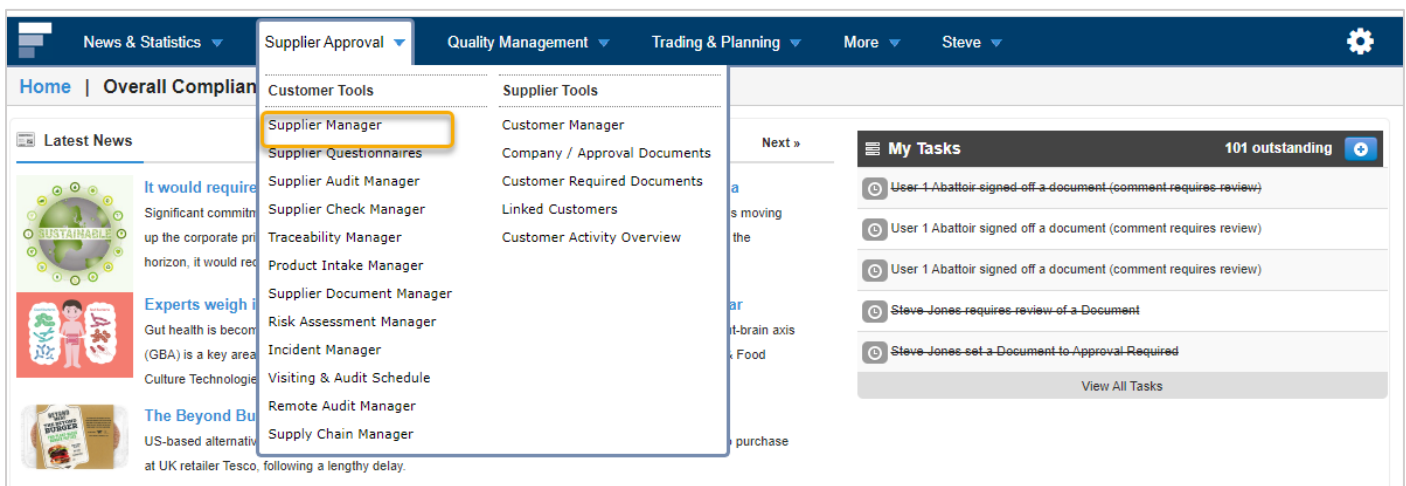 News & Statistics
Supplier Approval
Quality Management
Trading & Planning
More
Steve
Home | Overall Complian
Customer Tools
Supplier Manager
Supplier Questionnaires
Supplier Audit Manager
Supplier Check Manager
Traceability Manager
Product Intake Manager
Supplier Document Manager
Risk Assessment Manager
Incident Manager
Visiting & Audit Schedule
Remote Audit Manager
Supply Chain Manager
Supplier Tools
Customer Manager
Company / Approval Documents
Customer Required Documents
Linked Customers
Customer Activity Overview
Latest News
Next »
SUSTAINABLE
It would require
a
Significant commitm
s moving
up the corporate pri
the
horizon, it would rec
Experts weigh i
ar
Gut health is becom
ut-brain axis
(GBA) is a key area
& Food
Culture Technologie
BEYOND MEAT
THE BEYOND BURGER
The Beyond Bu
US-based alternativ
purchase
at UK retailer Tesco, following a lengthy delay.
My Tasks
101 outstanding
User 1 Abattoir signed off a document (comment requires review)
User 1 Abattoir signed off a document (comment requires review)
User 1 Abattoir signed off a document (comment requires review)
Steve Jones requires review of a Document
Steve Jones set a Document to Approval Required
View All Tasks